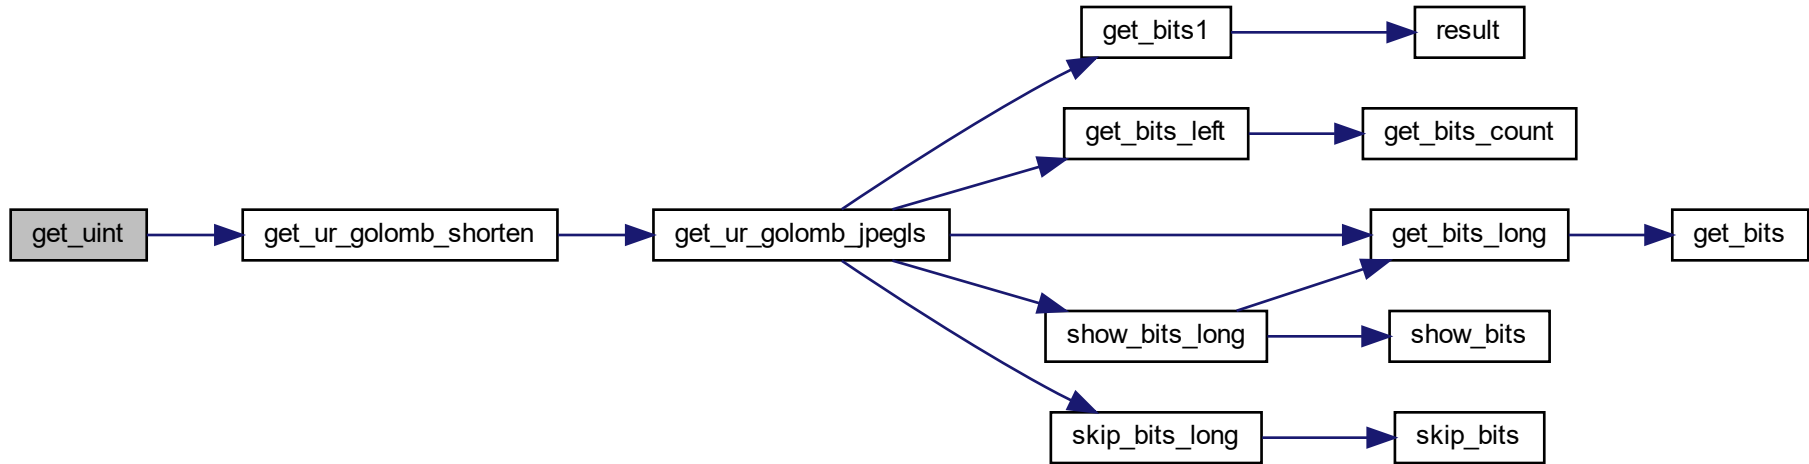 get_bits1
result
get_bits_left
get_bits_count
get_uint
get_ur_golomb_shorten
get_ur_golomb_jpegls
get_bits_long
get_bits
show_bits_long
show_bits
skip_bits_long
skip_bits